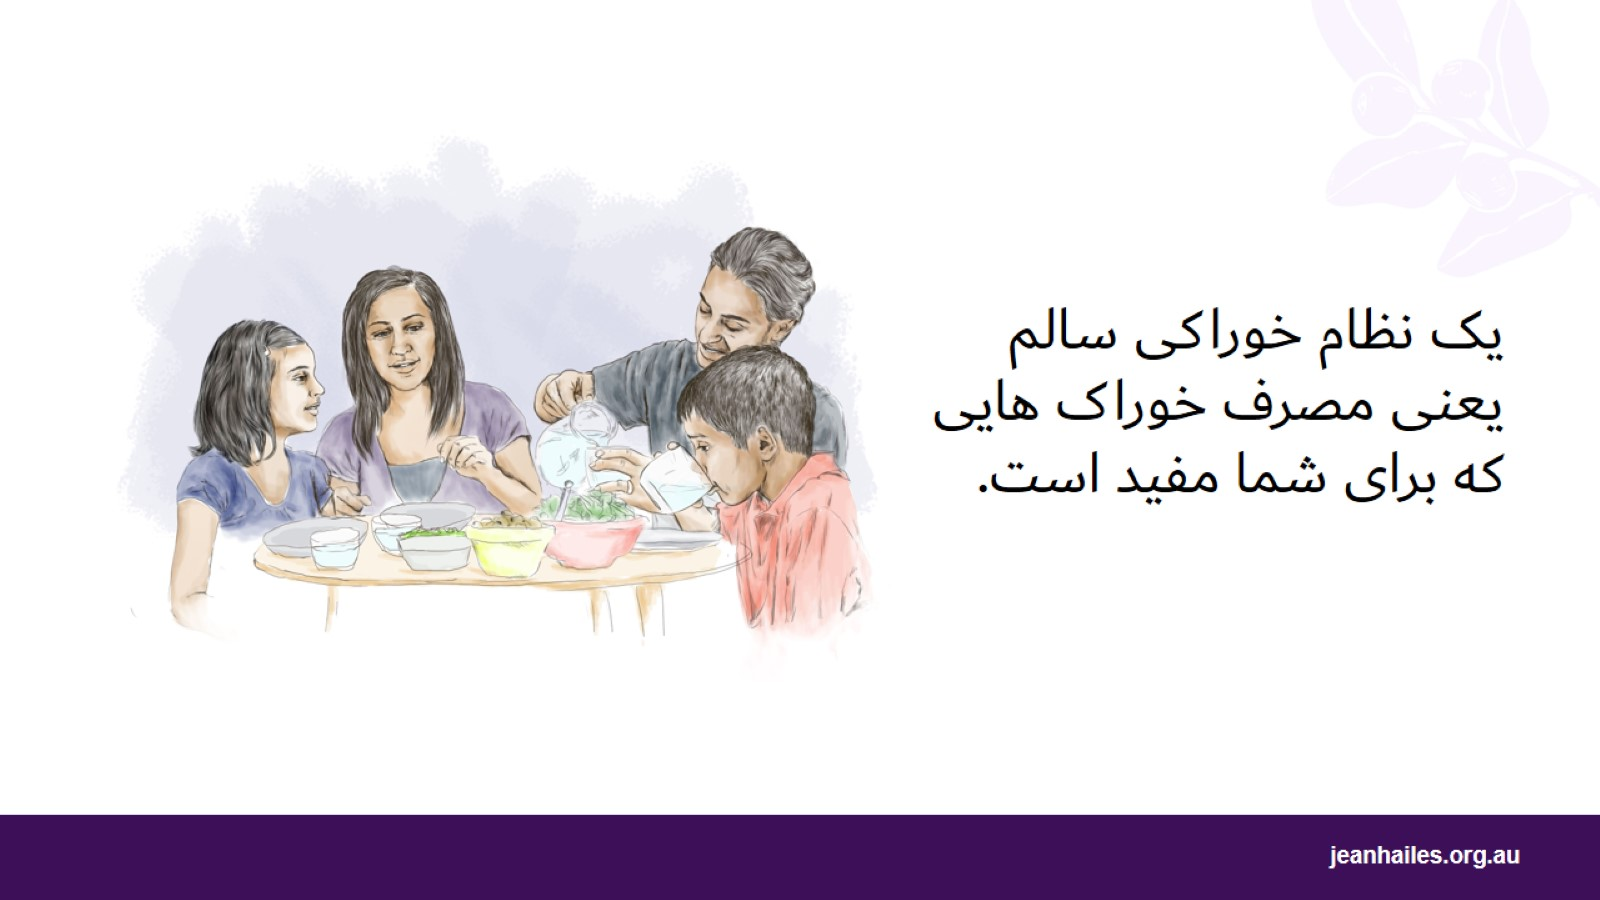 یک نظام خوراکی سالم
یعنی مصرف خوراک هایی
که برای شما مفید است.
jeanhailes.org.au